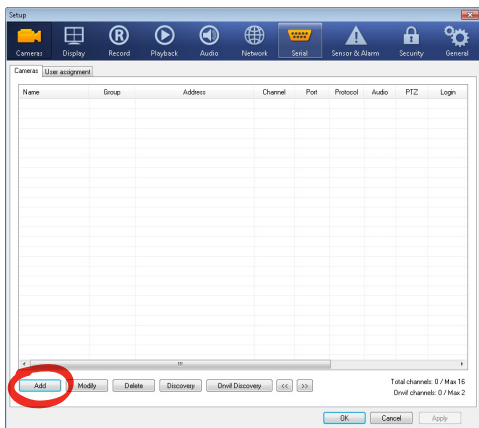 Setup
Cameras Display Record Playback Audio Network Serial Sensor & Alarm Security General
Cameras User assignment
Name Group Address Channel Port Protocol Audio PTZ Login
Add Modify Delete Discovery Onvif Discovery << >>
Total channels: 0 / Max 16
Onvif channels: 0 / Max 2
OK Cancel Apply